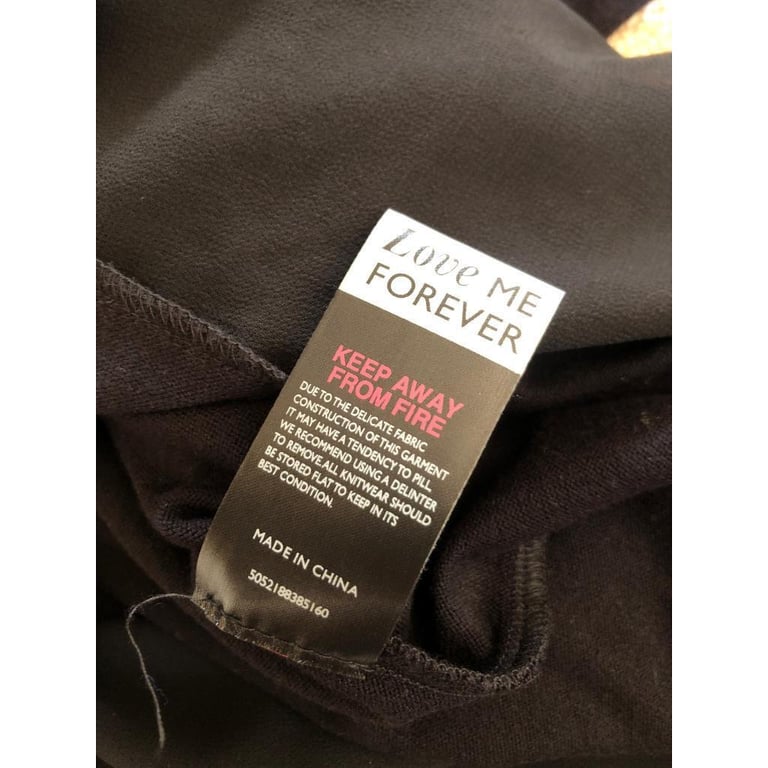 Love ME
FOREVER
KEEP AWAY
FROM FIRE
DUE TO THE DELICATE FABRIC
CONSTRUCTION OF THIS GARMENT
IT MAY HAVE A TENDENCY TO PILL.
WE RECOMMEND USING A DELINTER
TO REMOVE. ALL KNITWEAR SHOULD
BE STORED FLAT TO KEEP IN ITS
BEST CONDITION.
MADE IN CHINA
5052188385160